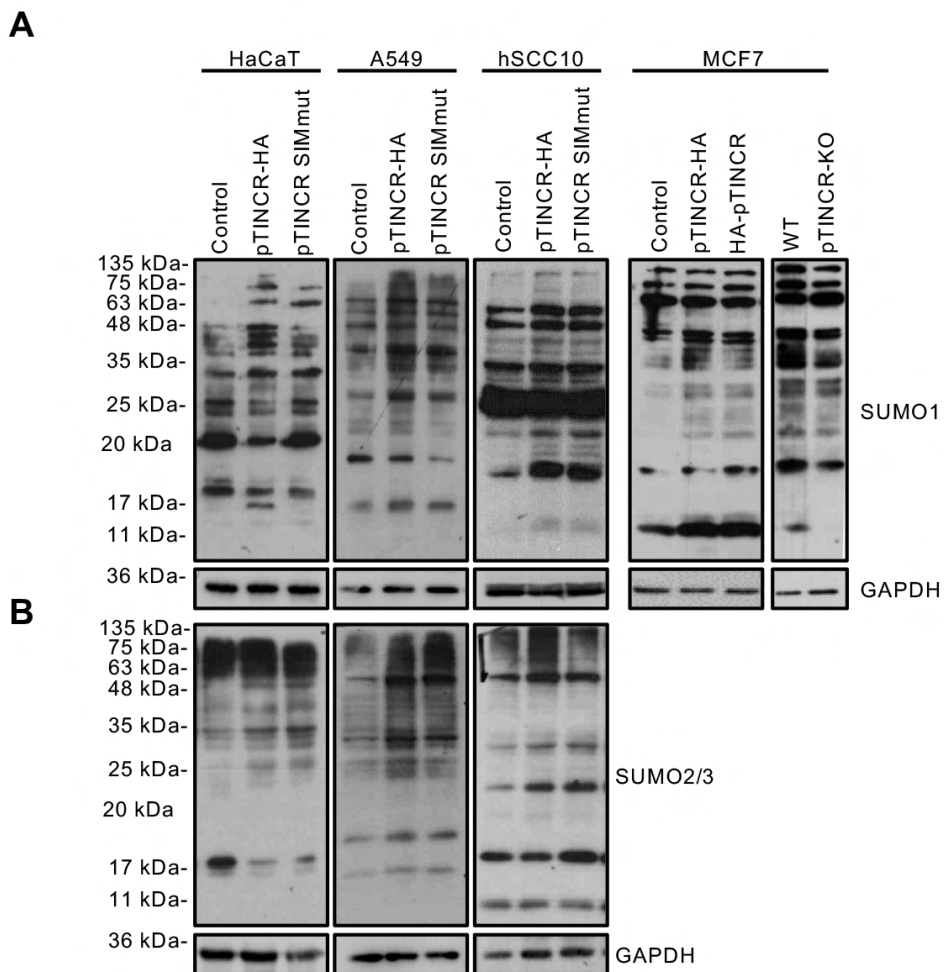 A
HaCaT A549 hSCC10 MCF7
Control pTINCR-HA pTINCR SIMmut Control pTINCR-HA pTINCR SIMmut Control pTINCR-HA pTINCR SIMmut Control pTINCR-HA HA-pTINCR WT pTINCR-KO
135 kDa-
75 kDa-
63 kDa-
48 kDa-
35 kDa-
25 kDa-
SUMO1
20 kDa
17 kDa-
11 kDa-
36 kDa-
GAPDH
B
135 kDa-
75 kDa-
63 kDa-
48 kDa-
35 kDa-
25 kDa-
SUMO2/3
20 kDa
17 kDa-
11 kDa-
36 kDa-
GAPDH